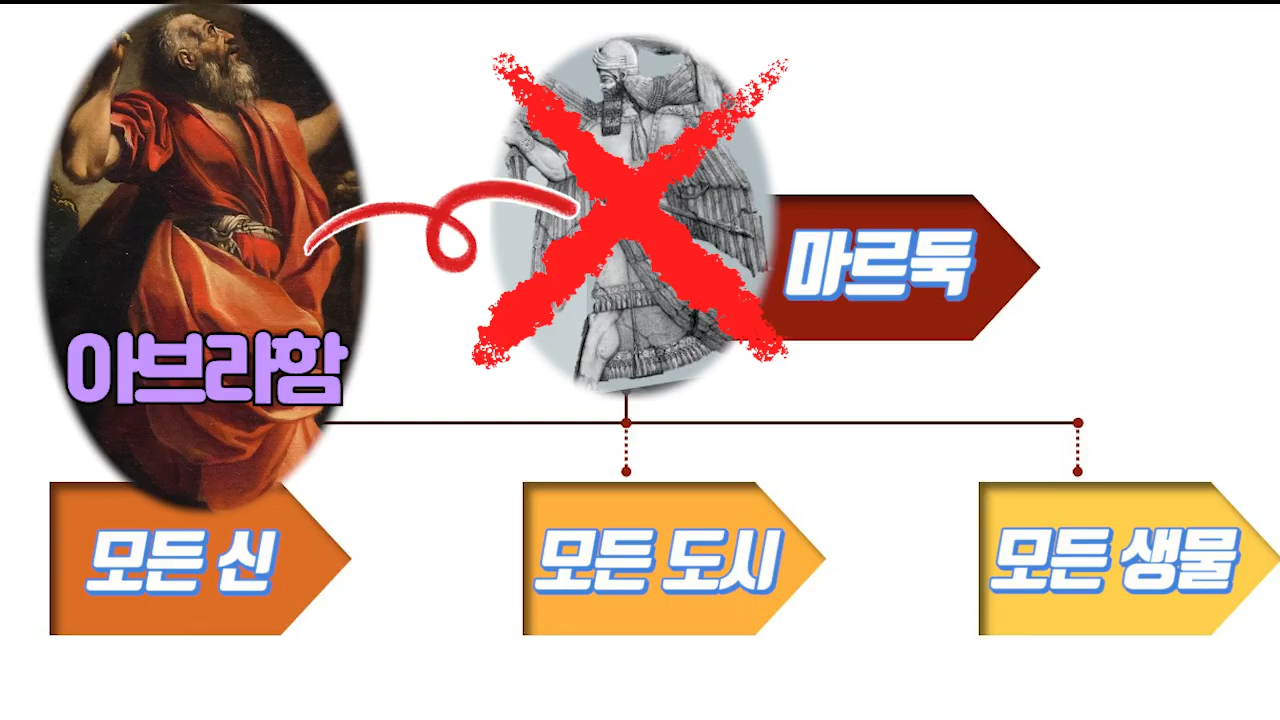 마르둑
아브라함
모든 신
모든 도시
모든 생물